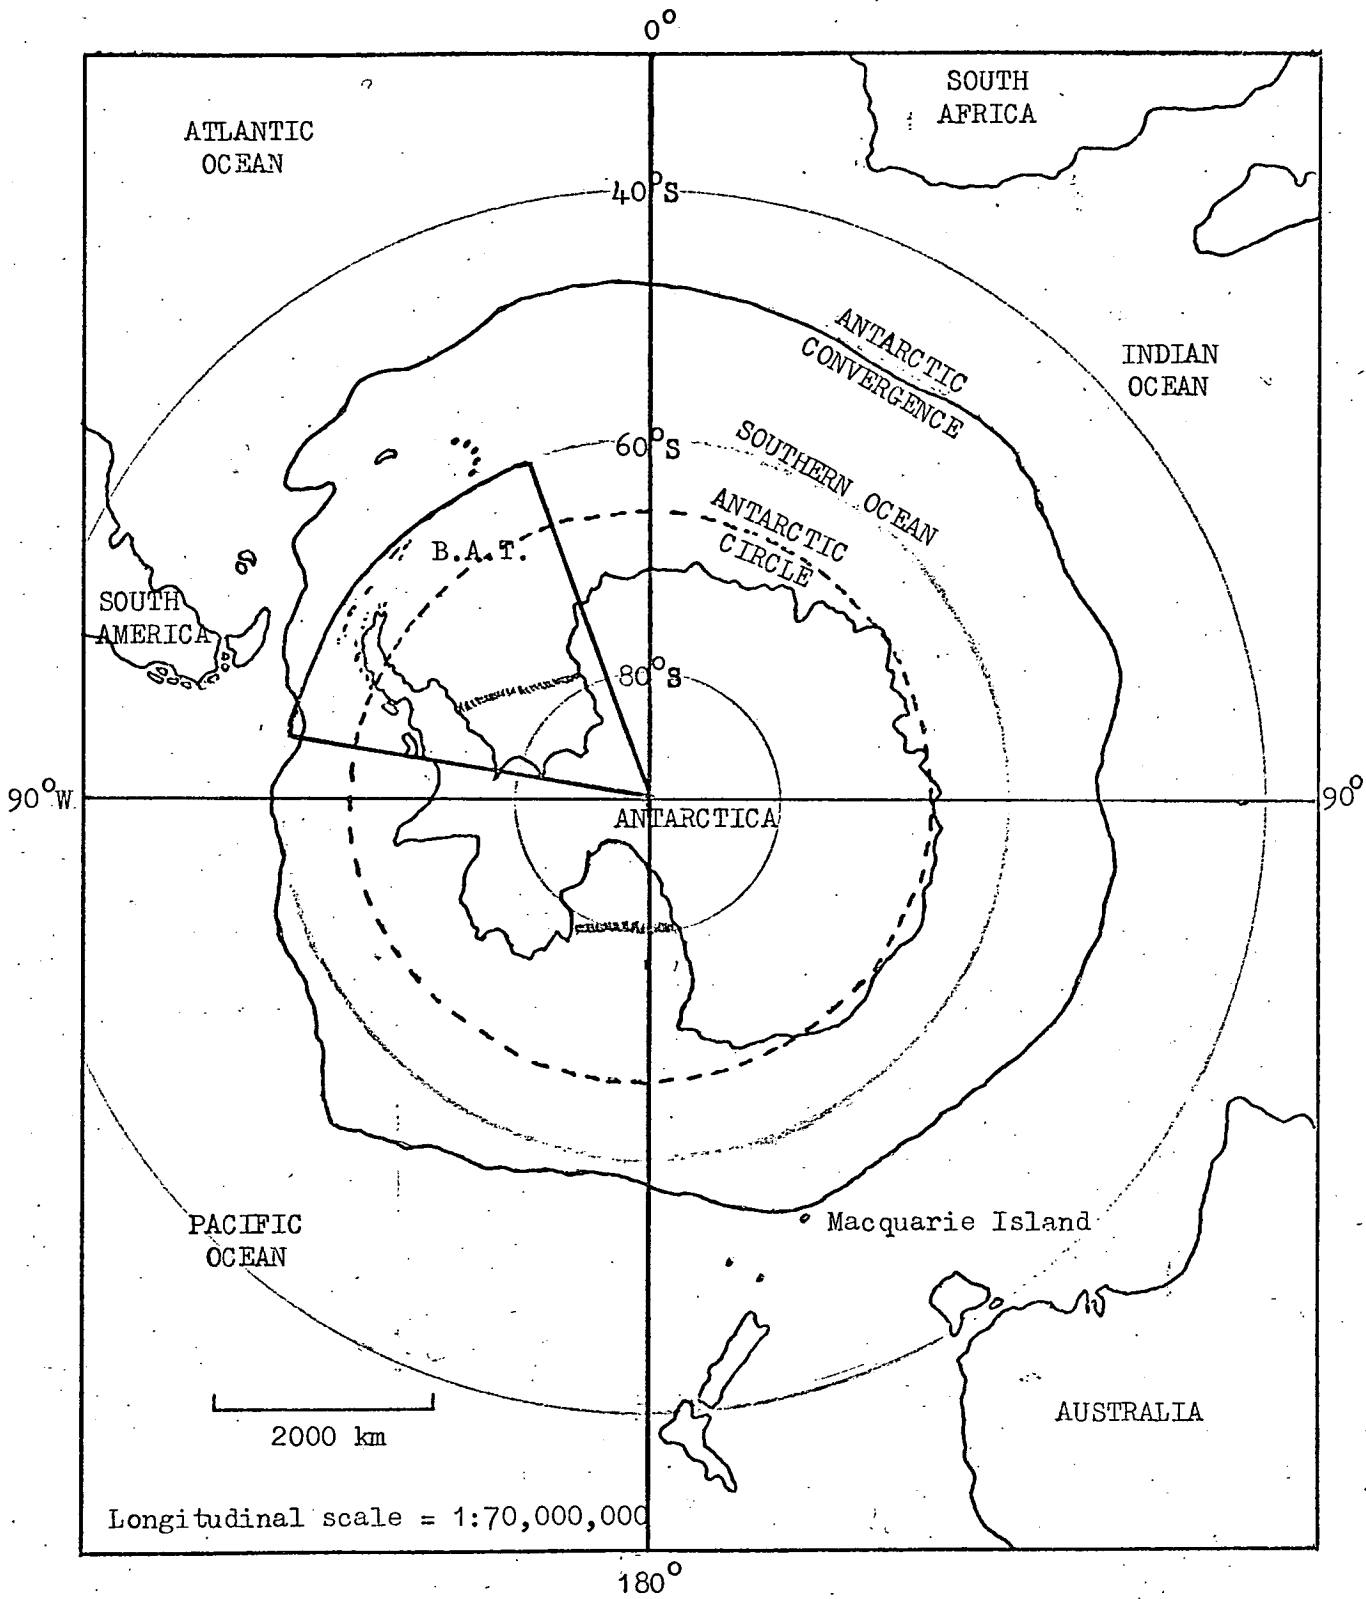 0°
SOUTH
AFRICA
ATLANTIC
OCEAN
40°S
ANTARCTIC
CONVERGENCE
INDIAN
OCEAN
60°S
SOUTHERN OCEAN
ANTARCTIC
CIRCLE
B.A.T.
SOUTH
AMERICA
80°S
90°W
90°
ANTARCTICA
PACIFIC
OCEAN
Macquarie Island
2000 km
AUSTRALIA
Longitudinal scale = 1:70,000,000
180°